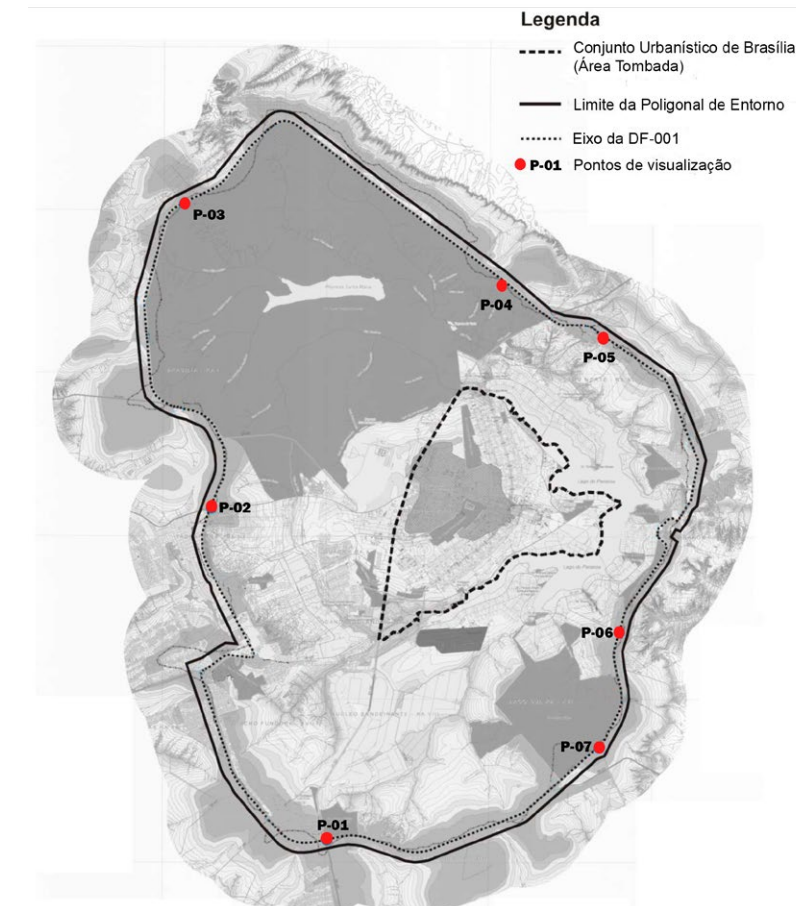 Legenda
Conjunto Urbanístico de Brasília
(Área Tombada)
Limite da Poligonal de Entorno
Eixo da DF-001
P-01 Pontos de visualização
P-03
P-04
P-05
P-02
P-06
P-07
P-01